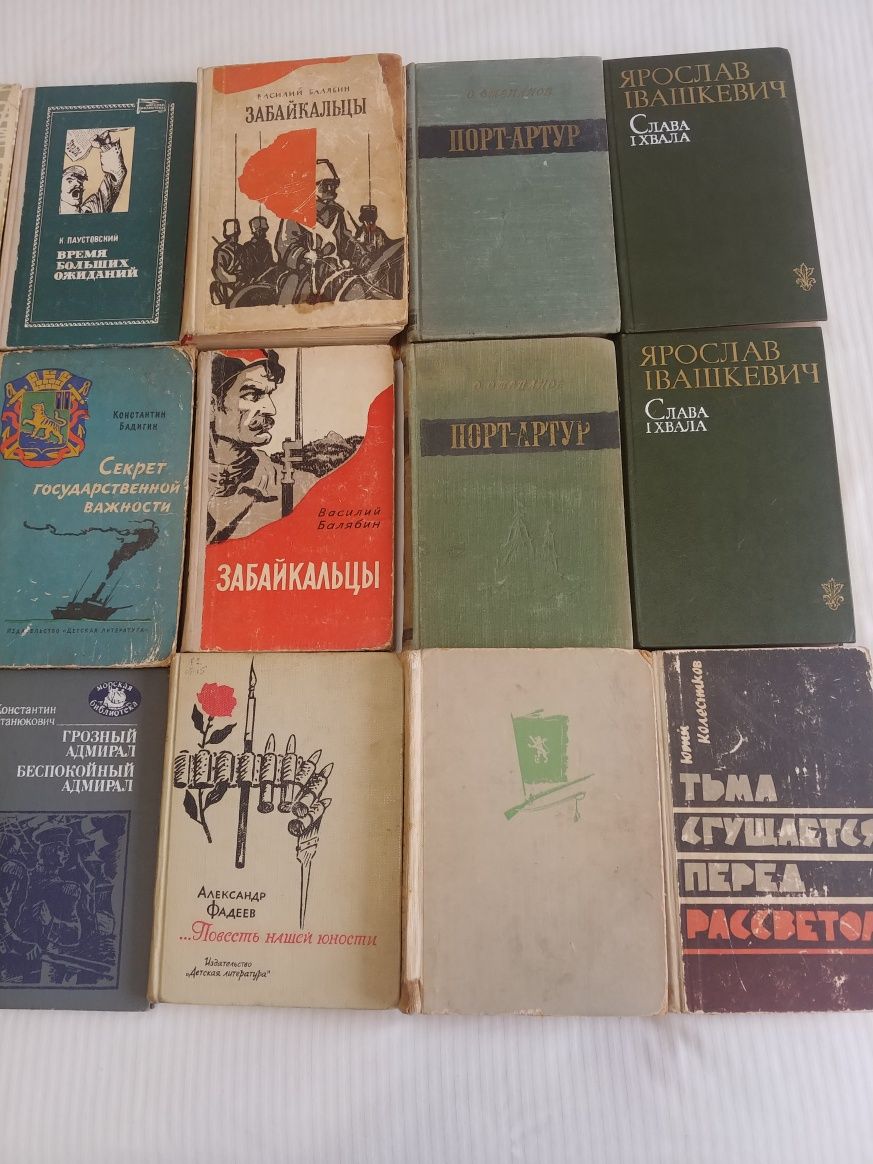 К ПАУСТОВСКИЙ
ВРЕМЯ
БОЛЬШИХ
ОЖИДАНИЙ
ВАСИЛИЙ БАЛЯБИН
ЗАБАЙКАЛЬЦЫ
ПОРТ-АРТУР
ЯРОСЛАВ
ІВАШКЕВИЧ
СЛАВА
І ХВАЛА
КОНСТАНТИН
БАДИГИН
СЕКРЕТ
ГОСУДАРСТВЕННОЙ
ВАЖНОСТИ
ИЗДАТЕЛЬСТВО «ДЕТСКАЯ ЛИТЕРАТУРА»
ВАСИЛИЙ
БАЛЯБИН
ЗАБАЙКАЛЬЦЫ
ПОРТ-АРТУР
ЯРОСЛАВ
ІВАШКЕВИЧ
СЛАВА
І ХВАЛА
морская
библиотека
Константин
танюкович
ГРОЗНЫЙ
АДМИРАЛ
БЕСПОКОЙНЫЙ
АДМИРАЛ
АЛЕКСАНДР
ФАДЕЕВ
...Повесть нашей юности
Издательство
„Детская литература"
Колесников
ТЬМА
СГУЩАЕТСЯ
ПЕРЕД
РАССВЕТОМ